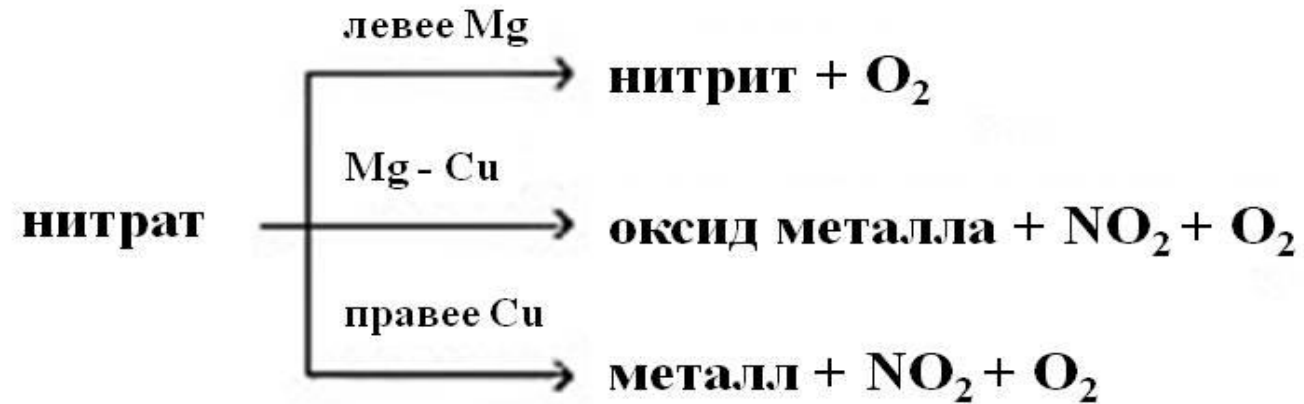 левее Mg
нитрит + O₂
Mg - Cu
нитрат
оксид металла + NO₂ + O₂
правее Cu
металл + NO₂ + O₂